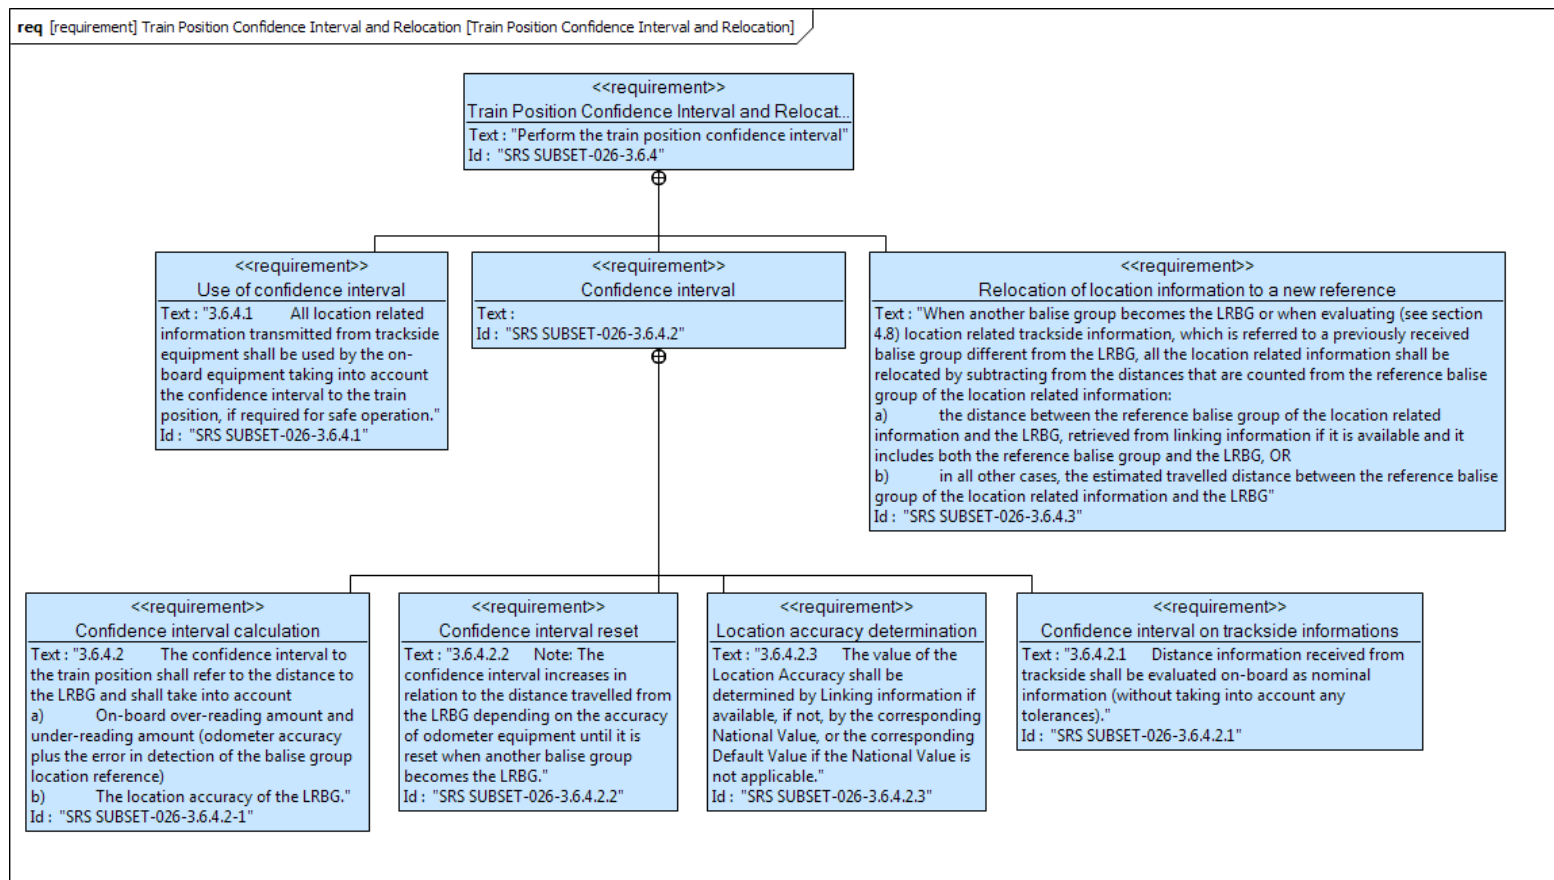 req [requirement] Train Position Confidence Interval and Relocation [Train Position Confidence Interval and Relocation]
<<requirement>>
Train Position Confidence Interval and Relocat...
Text : "Perform the train position confidence interval"
Id : "SRS SUBSET-026-3.6.4"
<<requirement>>
Use of confidence interval
Text : "3.6.4.1 All location related
information transmitted from trackside
equipment shall be used by the on-
board equipment taking into account
the confidence interval to the train
position, if required for safe operation."
Id : "SRS SUBSET-026-3.6.4.1"
<<requirement>>
Confidence interval
Text :
Id : "SRS SUBSET-026-3.6.4.2"
<<requirement>>
Relocation of location information to a new reference
Text : "When another balise group becomes the LRBG or when evaluating (see section
4.8) location related trackside information, which is referred to a previously received
balise group different from the LRBG, all the location related information shall be
relocated by subtracting from the distances that are counted from the reference balise
group of the location related information:
a) the distance between the reference balise group of the location related
information and the LRBG, retrieved from linking information if it is available and it
includes both the reference balise group and the LRBG, OR
b) in all other cases, the estimated travelled distance between the reference balise
group of the location related information and the LRBG"
Id : "SRS SUBSET-026-3.6.4.3"
<<requirement>>
Confidence interval calculation
Text : "3.6.4.2 The confidence interval to
the train position shall refer to the distance to
the LRBG and shall take into account
a) On-board over-reading amount and
under-reading amount (odometer accuracy
plus the error in detection of the balise group
location reference)
b) The location accuracy of the LRBG."
Id : "SRS SUBSET-026-3.6.4.2-1"
<<requirement>>
Confidence interval reset
Text : "3.6.4.2.2 Note: The
confidence interval increases in
relation to the distance travelled from
the LRBG depending on the accuracy
of odometer equipment until it is
reset when another balise group
becomes the LRBG."
Id : "SRS SUBSET-026-3.6.4.2.2"
<<requirement>>
Location accuracy determination
Text : "3.6.4.2.3 The value of the
Location Accuracy shall be
determined by Linking information if
available, if not, by the corresponding
National Value, or the corresponding
Default Value if the National Value is
not applicable."
Id : "SRS SUBSET-026-3.6.4.2.3"
<<requirement>>
Confidence interval on trackside informations
Text : "3.6.4.2.1 Distance information received from
trackside shall be evaluated on-board as nominal
information (without taking into account any
tolerances)."
Id : "SRS SUBSET-026-3.6.4.2.1"